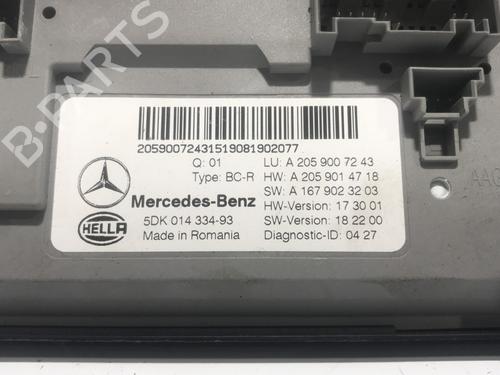 B-PARTS
20590072431519081902077
Q: 01
LU: A 205 900 72 43
Type: BC-R
HW: A 205 901 47 18
SW: A 167 902 32 03
Mercedes-Benz
HW-Version: 17 30 01
HELLA
5DK 014 334-93
SW-Version: 18 22 00
Made in Romania
Diagnostic-ID: 04 27